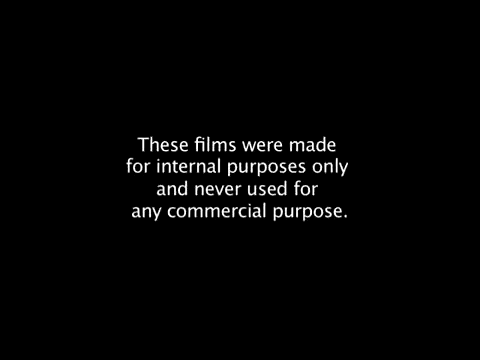 These films were made
for internal purposes only
and never used for
any commercial purpose.